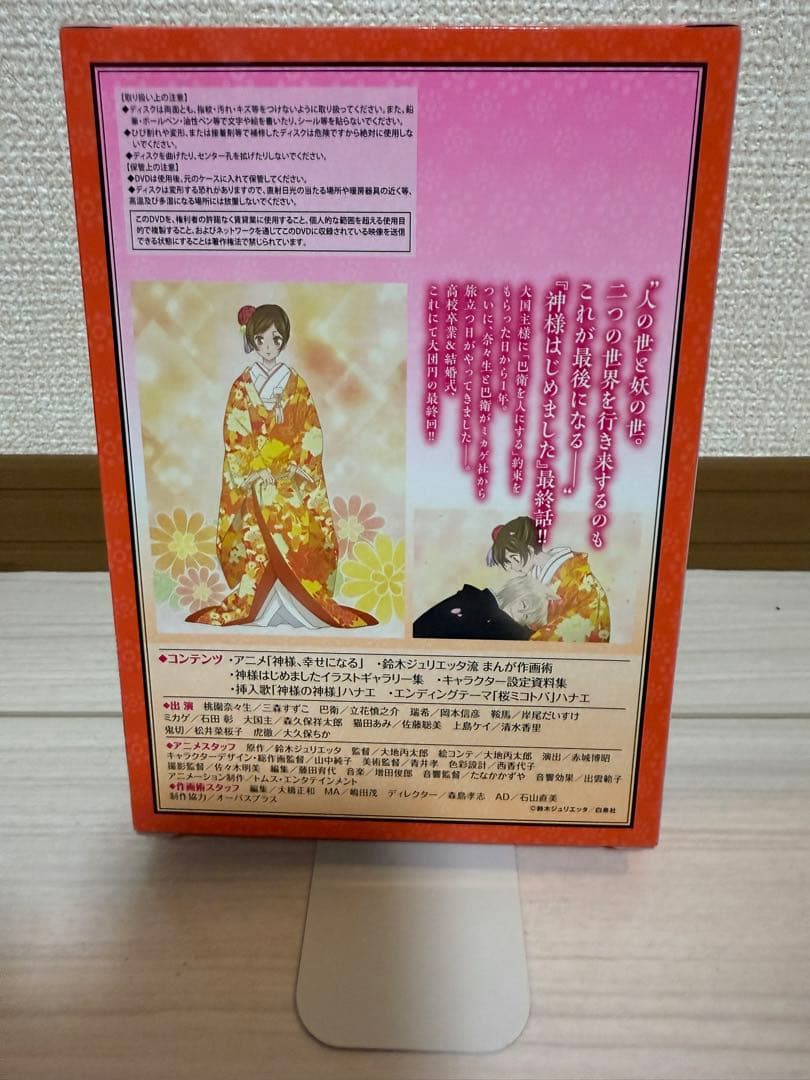 【取り扱い上の注意】
◆ディスクは両面とも、指紋・汚れ・キズ等をつけないように取り扱ってください。また、鉛
筆・ボールペン・油性ペン等で文字や絵を書いたり、シール等を貼らないでください。
◆ひび割れや変形、または接着剤等で補修したディスクは危険ですから絶対に使用しな
いでください。
◆ディスクを曲げたり、センター孔を拡げたりしないでください。
【保管上の注意】
◆DVDは使用後、元のケースに入れて保管してください。
◆ディスクは変形する恐れがありますので、直射日光の当たる場所や暖房器具の近く等、
高温及び多湿になる場所には放置しないでください。
このDVDを、権利者の許諾なく賃貸業に使用すること、個人的な範囲を超える使用目
的で複製すること、およびネットワークを通じてこのDVDに収録されている映像を送信
できる状態にすることは著作権法で禁じられています。
"人の世と妖の世。
二つの世界を行き来するのも
これが最後になる──"
『神様はじめました』最終話!!
大国主様に「巴衛を人にする」約束を
もらった日から1年。
ついに、奈々生と巴衛がミカゲ社から
旅立つ日がやってきました──。
高校卒業&結婚式、
これにて大団円の最終回!!
◆コンテンツ ・アニメ「神様、幸せになる」 ・鈴木ジュリエッタ流 まんが作画術
・神様はじめましたイラストギャラリー集 ・キャラクター設定資料集
・挿入歌「神様の神様」ハナエ ・エンディングテーマ「桜ミコトバ」ハナエ
◆出 演 桃園奈々生/三森すずこ 巴衛/立花慎之介 瑞希/岡本信彦 鞍馬/岸尾だいすけ
ミカゲ/石田 彰 大国主/森久保祥太郎 猫田あみ/佐藤聡美 上島ケイ/清水香里
鬼切/松井菜桜子 虎徹/大久保ちか
◆アニメスタッフ 原作/鈴木ジュリエッタ 監督/大地丙太郎 絵コンテ/大地丙太郎 演出/赤城博昭
キャラクターデザイン・総作画監督/山中純子 美術監督/青井孝 色彩設計/西香代子
撮影監督/佐々木明美 編集/藤田育代 音楽/増田俊郎 音響監督/たなかかずや 音響効果/出雲範子
アニメーション制作/トムス・エンタテインメント
◆作画術スタッフ 編集/大橋正和 MA/嶋田茂 ディレクター/森島孝志 AD/石山直美
制作協力/オーパスプラス
©鈴木ジュリエッタ/白泉社